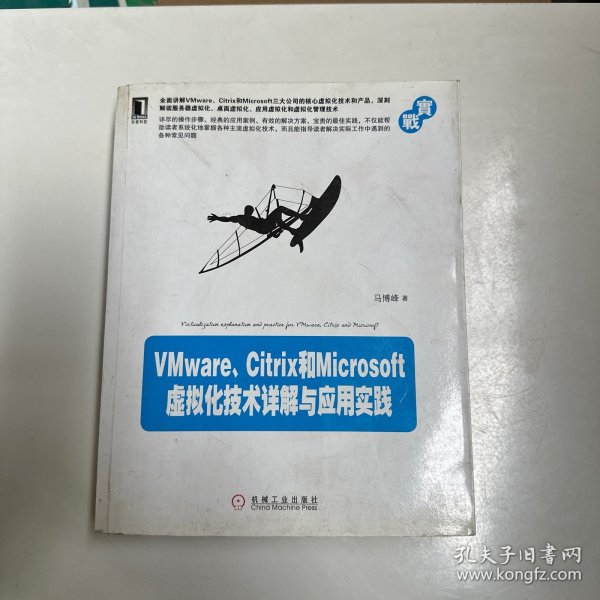 全面讲解VMware、Citrix和Microsoft三大公司的核心虚拟化技术和产品，深刻
解读服务器虚拟化、桌面虚拟化、应用虚拟化和虚拟化管理技术
详尽的操作步骤、经典的应用案例、有效的解决方案、宝贵的最佳实践，不仅能帮
助读者系统化地掌握各种主流虚拟化技术，而且能指导读者解决实际工作中遇到的
各种常见问题
華章科技
實戰
马博峰 著
Virtualization explanation and practice for VMware, Citrix and Microsoft
VMware、Citrix和Microsoft
虚拟化技术详解与应用实践
机械工业出版社
China Machine Press
孔夫子旧书网
www.kongfz.com